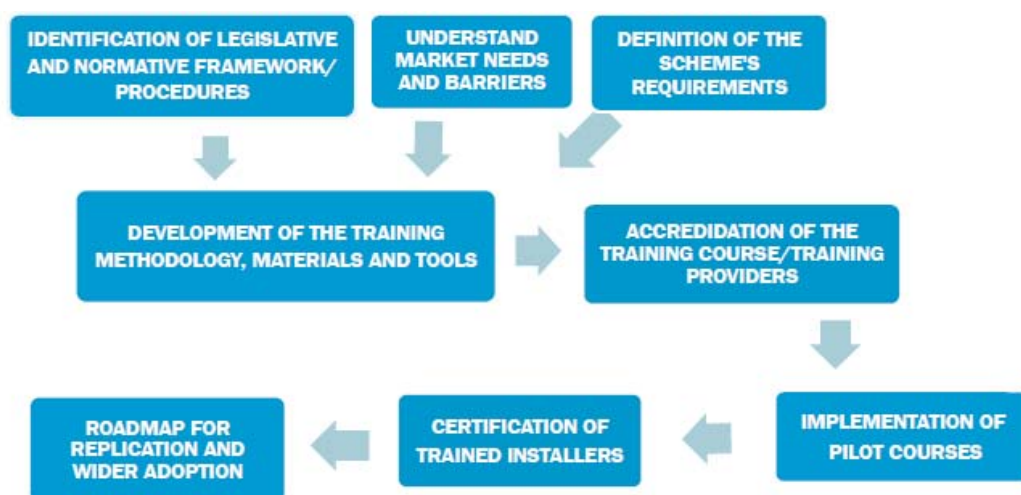 IDENTIFICATION OF LEGISLATIVE
AND NORMATIVE FRAMEWORK/
PROCEDURES
UNDERSTAND
MARKET NEEDS
AND BARRIERS
DEFINITION OF THE
SCHEME'S
REQUIREMENTS
DEVELOPMENT OF THE TRAINING
METHODOLOGY, MATERIALS AND TOOLS
ACCREDIDATION OF THE
TRAINING COURSE/TRAINING
PROVIDERS
IMPLEMENTATION OF
PILOT COURSES
CERTIFICATION OF
TRAINED INSTALLERS
ROADMAP FOR
REPLICATION AND
WIDER ADOPTION